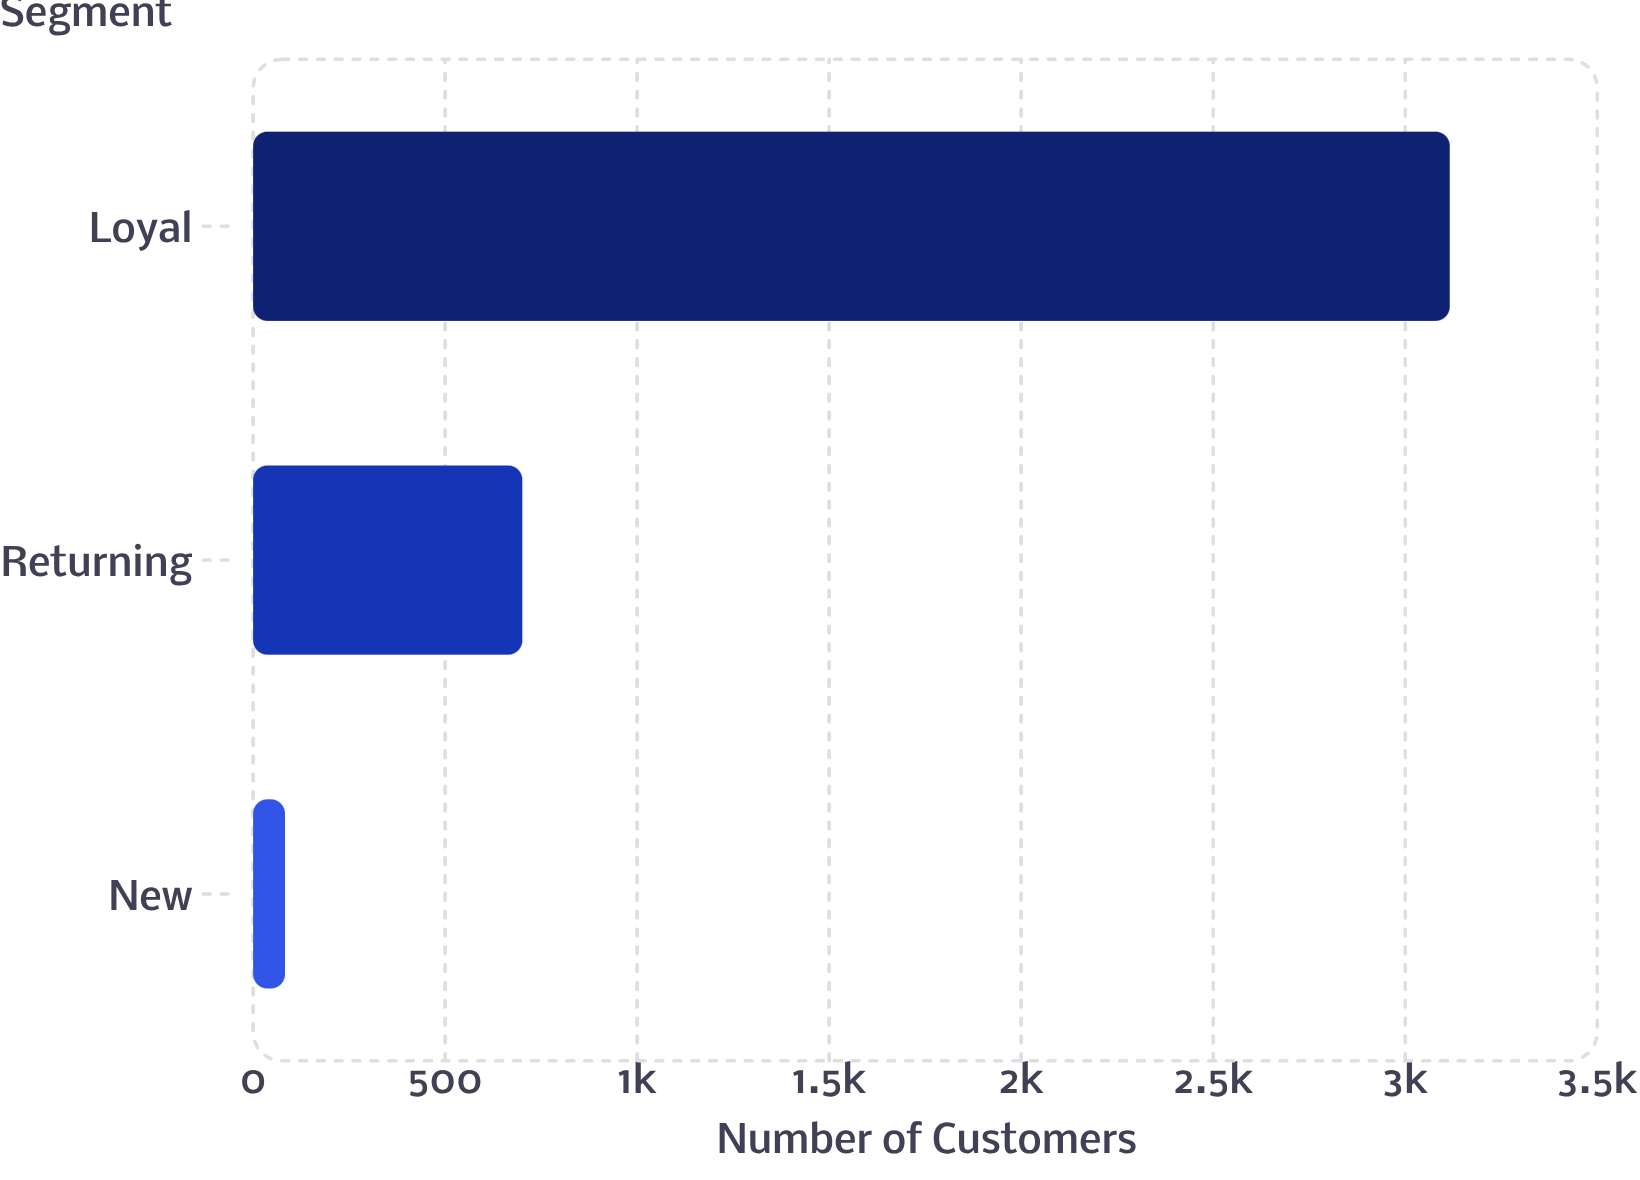 Segment
Loyal
Returning
New
0 500 1k 1.5k 2k 2.5k 3k 3.5k
Number of Customers